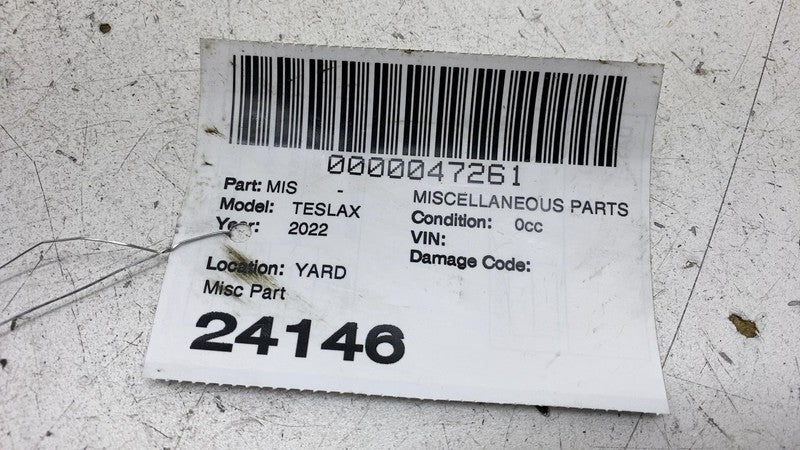 0000047261
Part: MIS - MISCELLANEOUS PARTS
Model: TESLAX Condition: 0cc
Year: 2022 VIN:
Damage Code:
Location: YARD
Misc Part
24146